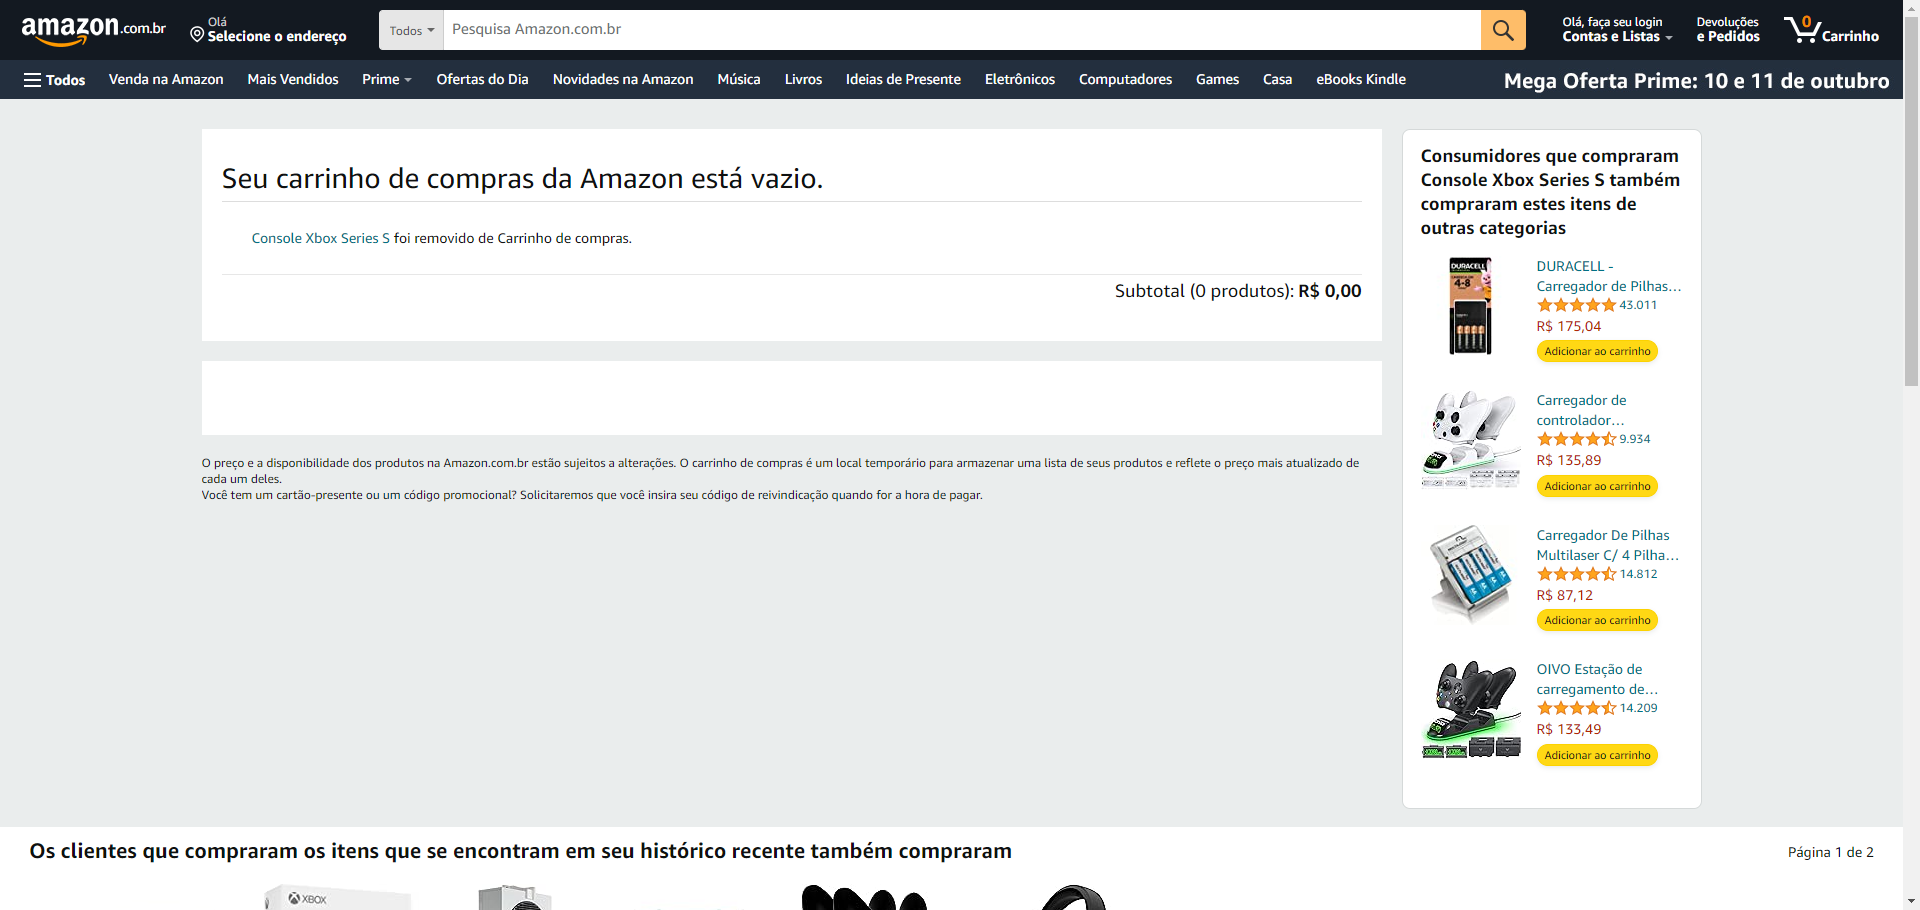 amazon.com.br
Olá
Selecione o endereço
Todos
Pesquisa Amazon.com.br
Olá, faça seu login
Contas e Listas
Devoluções
e Pedidos
0
Carrinho
Todos
Venda na Amazon
Mais Vendidos
Prime
Ofertas do Dia
Novidades na Amazon
Música
Livros
Ideias de Presente
Eletrônicos
Computadores
Games
Casa
eBooks Kindle
Mega Oferta Prime: 10 e 11 de outubro
Seu carrinho de compras da Amazon está vazio.
Console Xbox Series S foi removido de Carrinho de compras.
Subtotal (0 produtos): R$ 0,00
O preço e a disponibilidade dos produtos na Amazon.com.br estão sujeitos a alterações. O carrinho de compras é um local temporário para armazenar uma lista de seus produtos e reflete o preço mais atualizado de
cada um deles.
Você tem um cartão-presente ou um código promocional? Solicitaremos que você insira seu código de reivindicação quando for a hora de pagar.
Consumidores que compraram
Console Xbox Series S também
compraram estes itens de
outras categorias
DURACELL
4-8
DURACELL -
Carregador de Pilhas…
43.011
R$ 175,04
Adicionar ao carrinho
Carregador de
controlador…
9.934
R$ 135,89
Adicionar ao carrinho
Carregador De Pilhas
Multilaser C/ 4 Pilha…
14.812
R$ 87,12
Adicionar ao carrinho
OIVO Estação de
carregamento de…
14.209
R$ 133,49
Adicionar ao carrinho
Os clientes que compraram os itens que se encontram em seu histórico recente também compraram
Página 1 de 2
XBOX